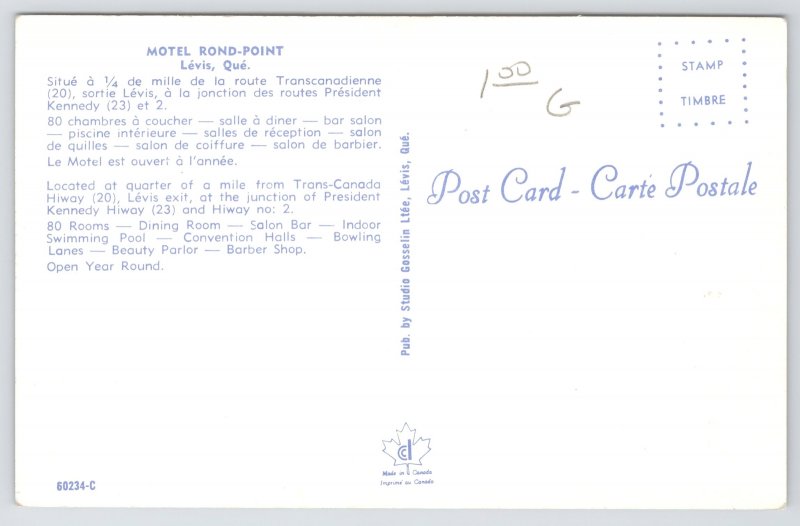 MOTEL ROND-POINT
Lévis, Qué.
Situé à 1/4 de mille de la route Transcanadienne
(20), sortie Lévis, à la jonction des routes Président
Kennedy (23) et 2.
80 chambres à coucher — salle à diner — bar salon
— piscine intérieure — salles de réception — salon
de quilles — salon de coiffure — salon de barbier.
Le Motel est ouvert à l'année.
Located at quarter of a mile from Trans-Canada
Hiway (20), Lévis exit, at the junction of President
Kennedy Hiway (23) and Hiway no: 2.
80 Rooms — Dining Room — Salon Bar — Indoor
Swimming Pool — Convention Halls — Bowling
Lanes — Beauty Parlor — Barber Shop.
Open Year Round.
60234-C
Pub. by Studio Gosselin Ltée, Lévis, Qué.
CCL
Made in Canada
Imprimé au Canada
1 00
G
STAMP
TIMBRE
Post Card - Carte Postale